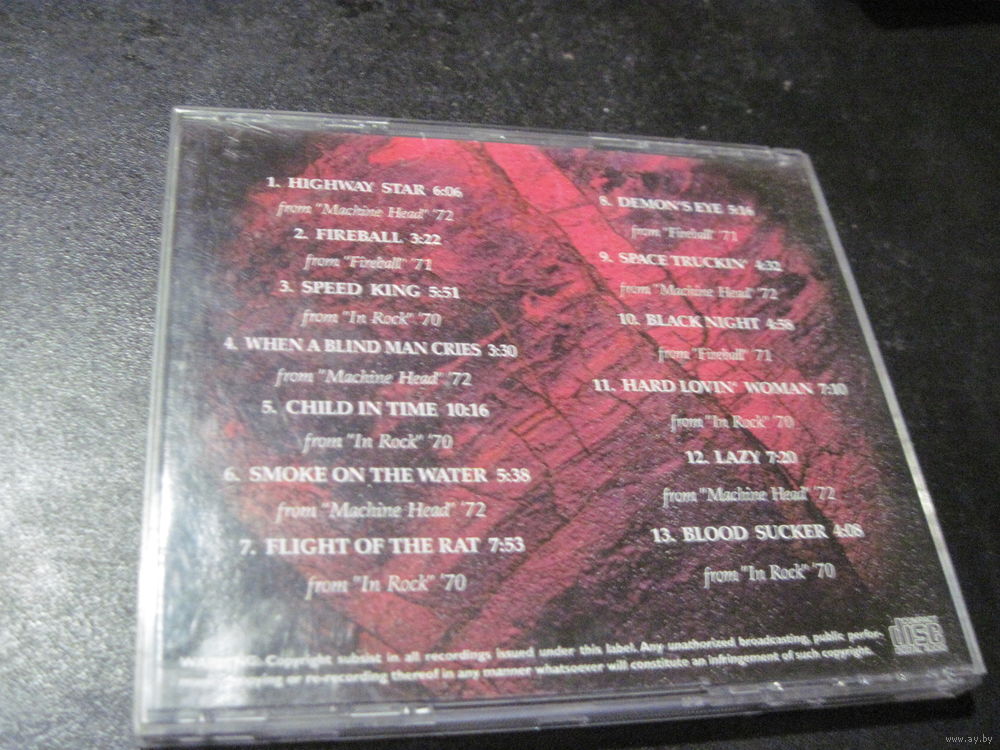 1. HIGHWAY STAR 6:06
from "Machine Head" '72
2. FIREBALL 3:22
from "Fireball" '71
3. SPEED KING 5:51
from "In Rock" '70
4. WHEN A BLIND MAN CRIES 3:30
from "Machine Head" '72
5. CHILD IN TIME 10:16
from "In Rock" '70
6. SMOKE ON THE WATER 5:38
from "Machine Head" '72
7. FLIGHT OF THE RAT 7:53
from "In Rock" '70
8. DEMON'S EYE 5:16
from "Fireball" '71
9. SPACE TRUCKIN' 4:32
from "Machine Head" '72
10. BLACK NIGHT 4:58
from "Fireball" '71
11. HARD LOVIN' WOMAN 7:10
from "In Rock" '70
12. LAZY 7:20
from "Machine Head" '72
13. BLOOD SUCKER 4:08
from "In Rock" '70
WARNING. Copyright subsist in all recordings issued under this label. Any unauthorized broadcasting, public perfor-
or re-recording thereof in any manner whatsoever will constitute an infringement of such copyright.
disc
www.ay.by